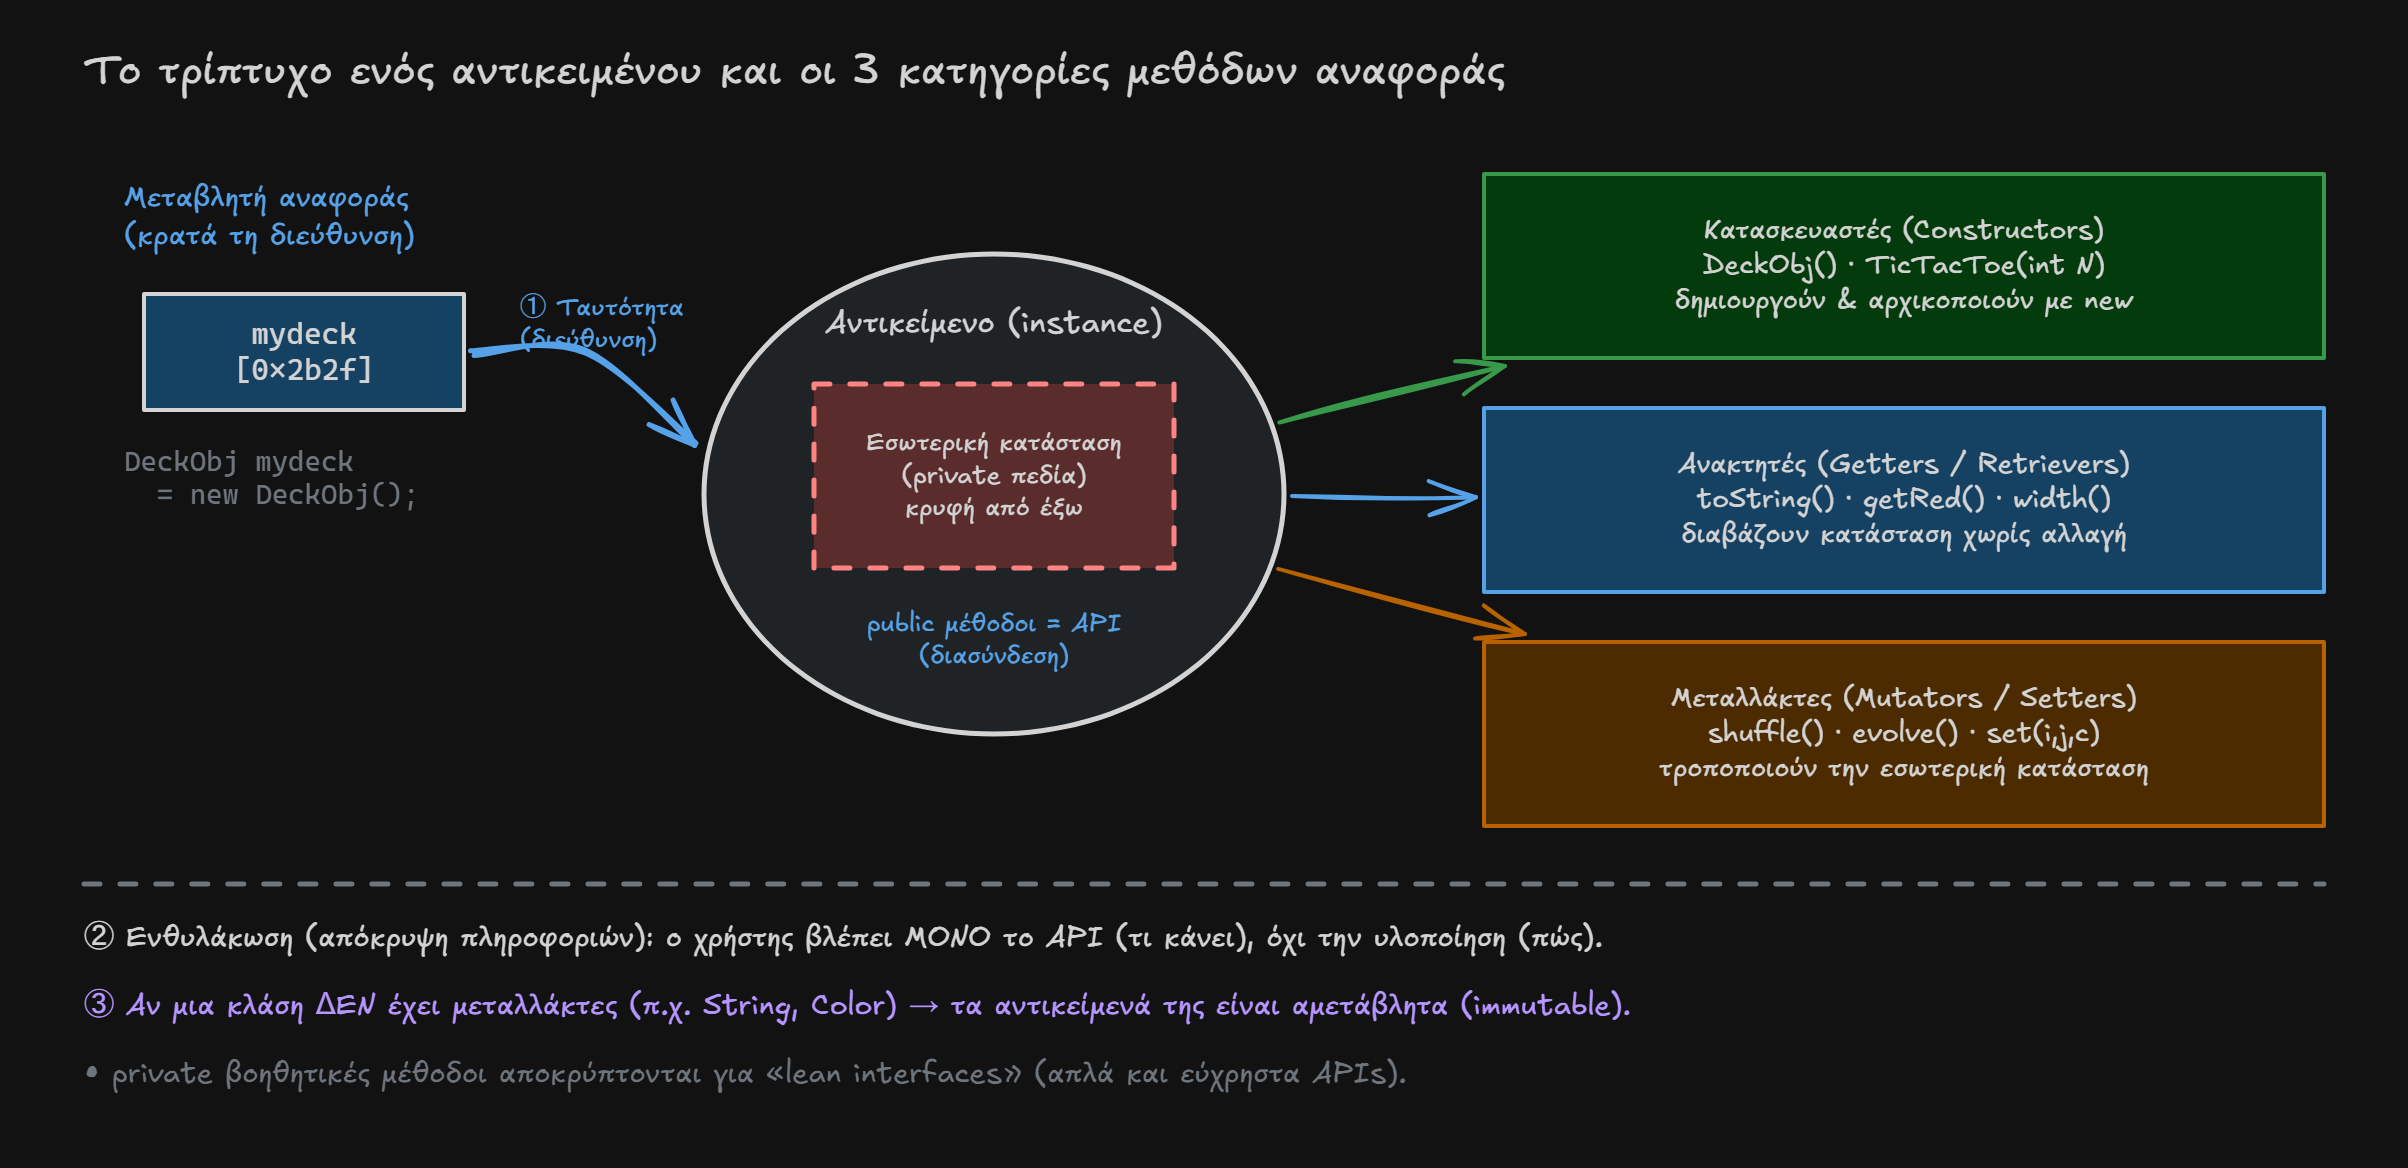 Το τρίπτυχο ενός αντικειμένου και οι 3 κατηγορίες μεθόδων αναφοράς
Μεταβλητή αναφοράς
(κρατά τη διεύθυνση)
mydeck
[0×2b2f]
DeckObj mydeck
= new DeckObj();
① Ταυτότητα
(διεύθυνση)
Αντικείμενο (instance)
Εσωτερική κατάσταση
(private πεδία)
κρυφή από έξω
public μέθοδοι = API
(διασύνδεση)
Κατασκευαστές (Constructors)
DeckObj() · TicTacToe(int N)
δημιουργούν & αρχικοποιούν με new
Ανακτητές (Getters / Retrievers)
toString() · getRed() · width()
διαβάζουν κατάσταση χωρίς αλλαγή
Μεταλλάκτες (Mutators / Setters)
shuffle() · evolve() · set(i,j,c)
τροποποιούν την εσωτερική κατάσταση
② Ενθυλάκωση (απόκρυψη πληροφοριών): ο χρήστης βλέπει ΜΟΝΟ το API (τι κάνει), όχι την υλοποίηση (πώς).
③ Αν μια κλάση ΔΕΝ έχει μεταλλάκτες (π.χ. String, Color) → τα αντικείμενά της είναι αμετάβλητα (immutable).
• private βοηθητικές μέθοδοι αποκρύπτονται για «lean interfaces» (απλά και εύχρηστα APIs).